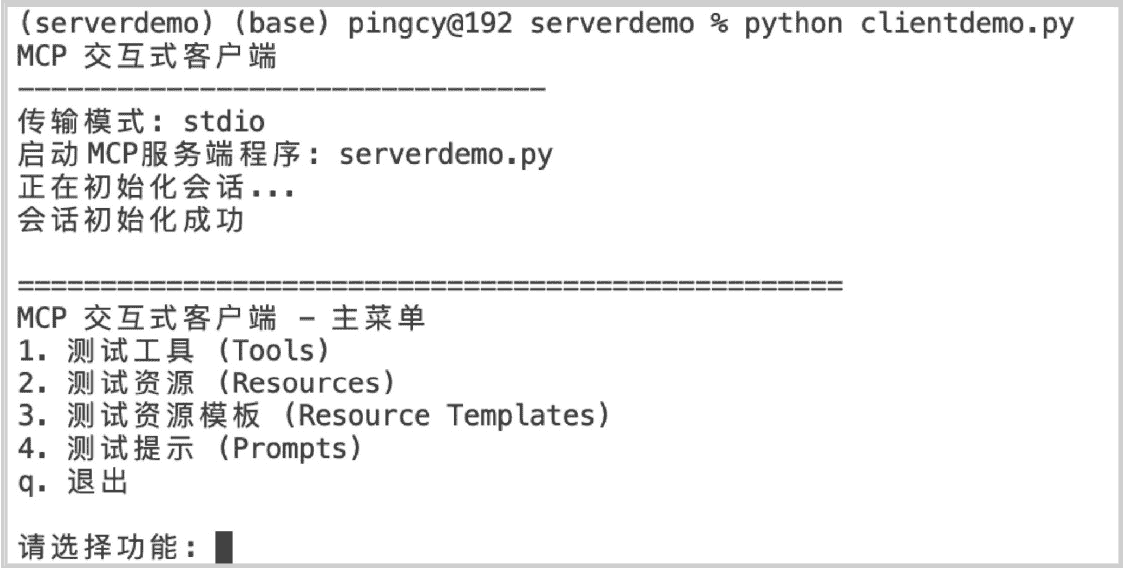 (serverdemo) (base) pingcy@192 serverdemo % python clientdemo.py
MCP 交互式客户端
--------------------------------
传输模式: stdio
启动MCP服务端程序: serverdemo.py
正在初始化会话...
会话初始化成功
==================================================
MCP 交互式客户端 - 主菜单
1. 测试工具 (Tools)
2. 测试资源 (Resources)
3. 测试资源模板 (Resource Templates)
4. 测试提示 (Prompts)
q. 退出
请选择功能: